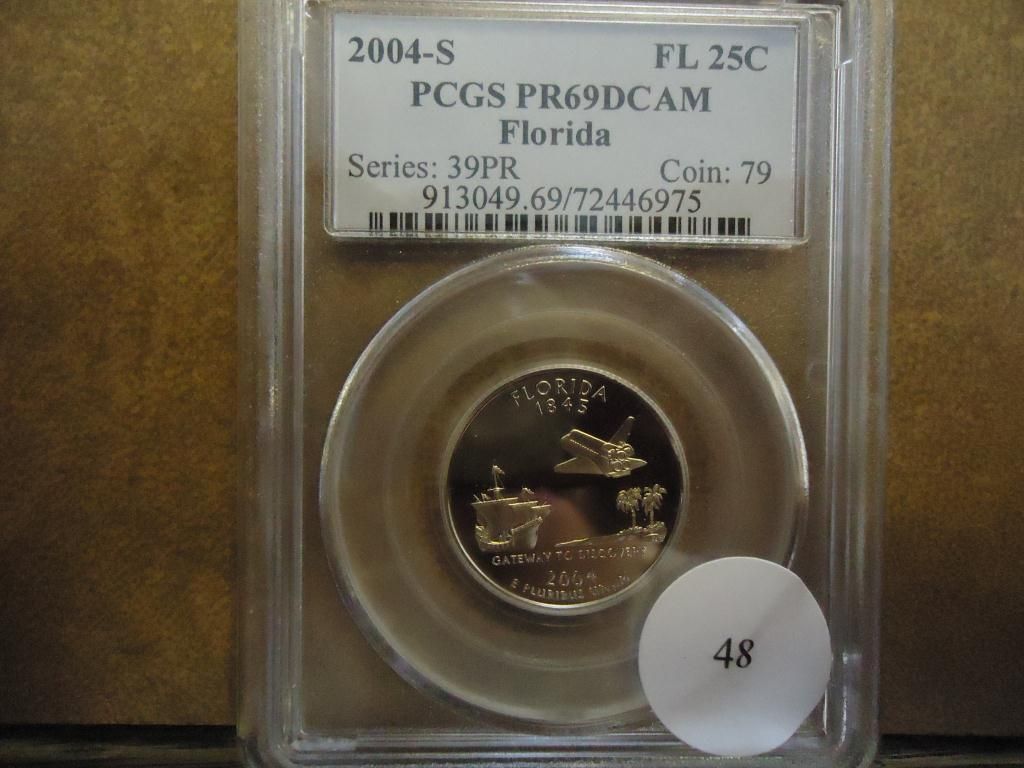 2004-S FL 25C
PCGS PR69DCAM
Florida
Series: 39PR Coin: 79
913049.69/72446975
FLORIDA
1845
GATEWAY TO DISCOVERY
2004
E PLURIBUS UNUM
48